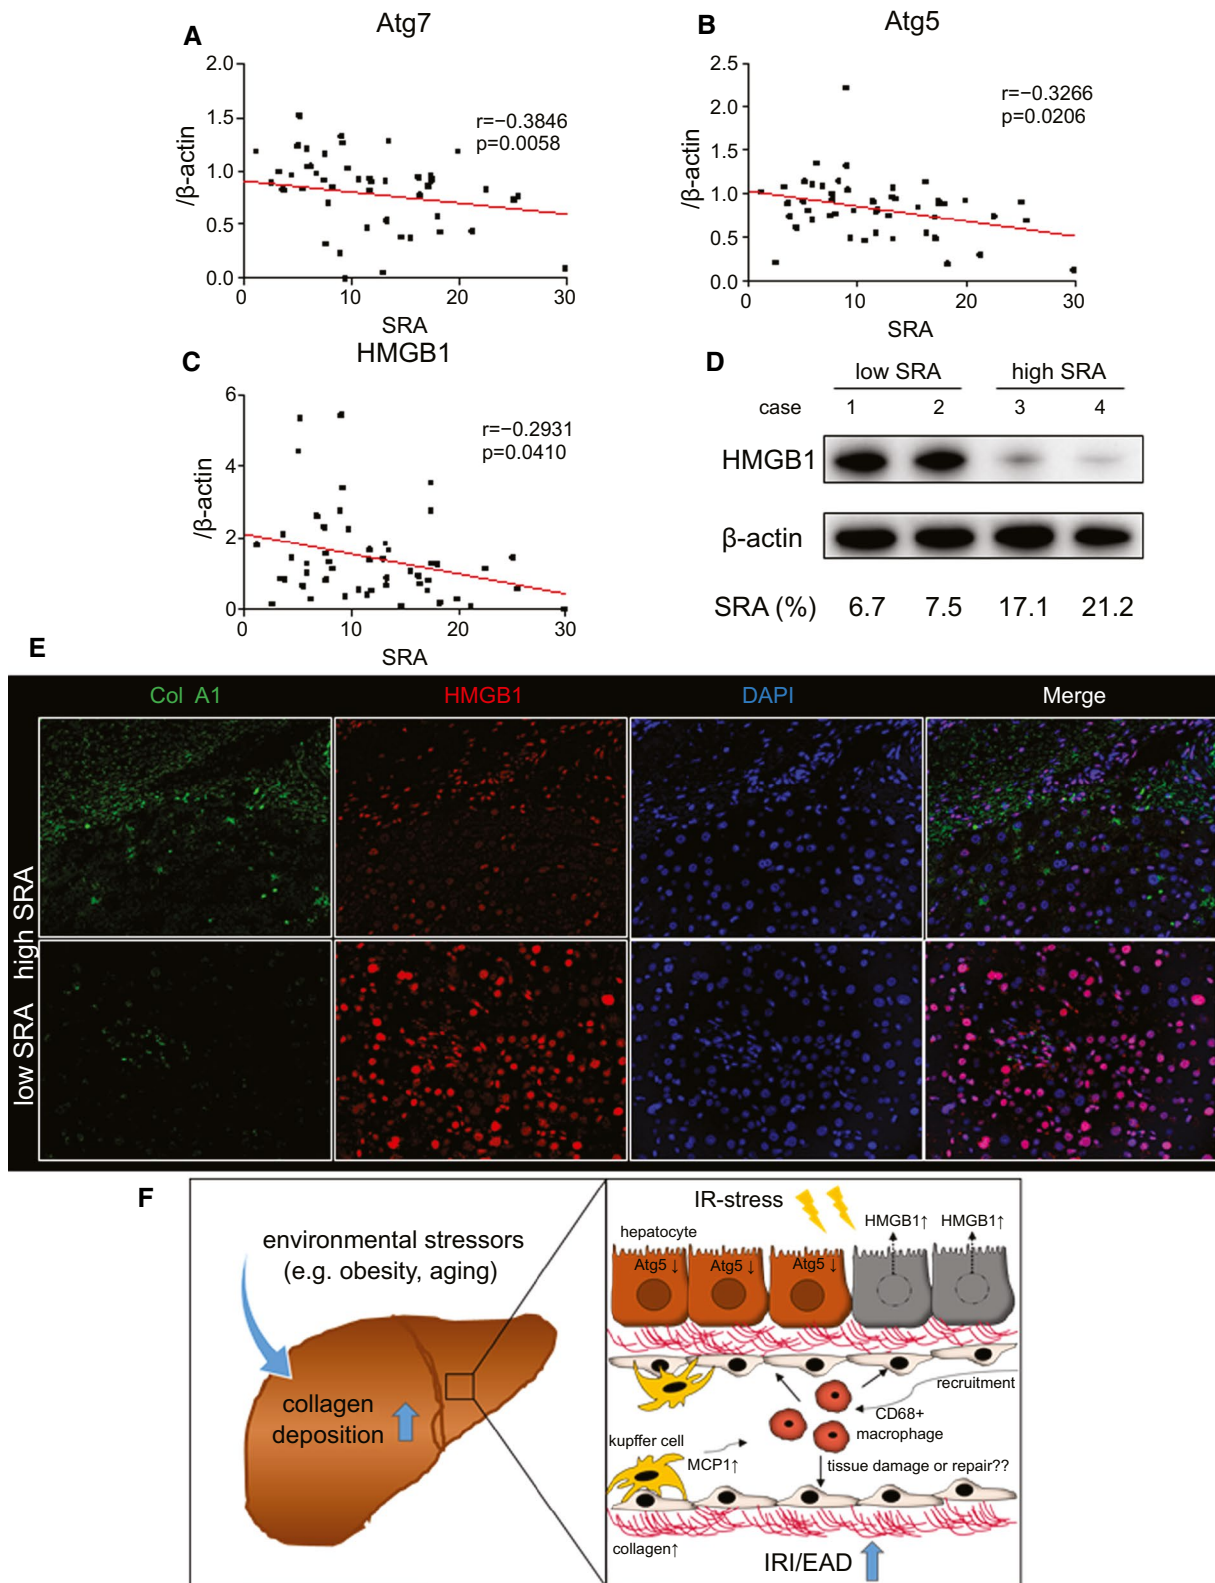 A
Atg7
/β-actin
2.0
1.5
1.0
0.5
0.0
r=−0.3846
p=0.0058
0 10 20 30
SRA
B
Atg5
/β-actin
2.5
2.0
1.5
1.0
0.5
0.0
r=−0.3266
p=0.0206
0 10 20 30
SRA
C
HMGB1
/β-actin
6
4
2
0
r=−0.2931
p=0.0410
0 10 20 30
SRA
D
low SRA high SRA
case 1 2 3 4
HMGB1
β-actin
SRA (%) 6.7 7.5 17.1 21.2
E
Col A1 HMGB1 DAPI Merge
high SRA
low SRA
F
environmental stressors
(e.g. obesity, aging)
collagen
deposition
IR-stress
HMGB1↑ HMGB1↑
hepatocyte
Atg5 ↓ Atg5 ↓ Atg5 ↓
recruitment
CD68+
macrophage
kupffer cell
MCP1↑
tissue damage or repair??
collagen↑
IRI/EAD